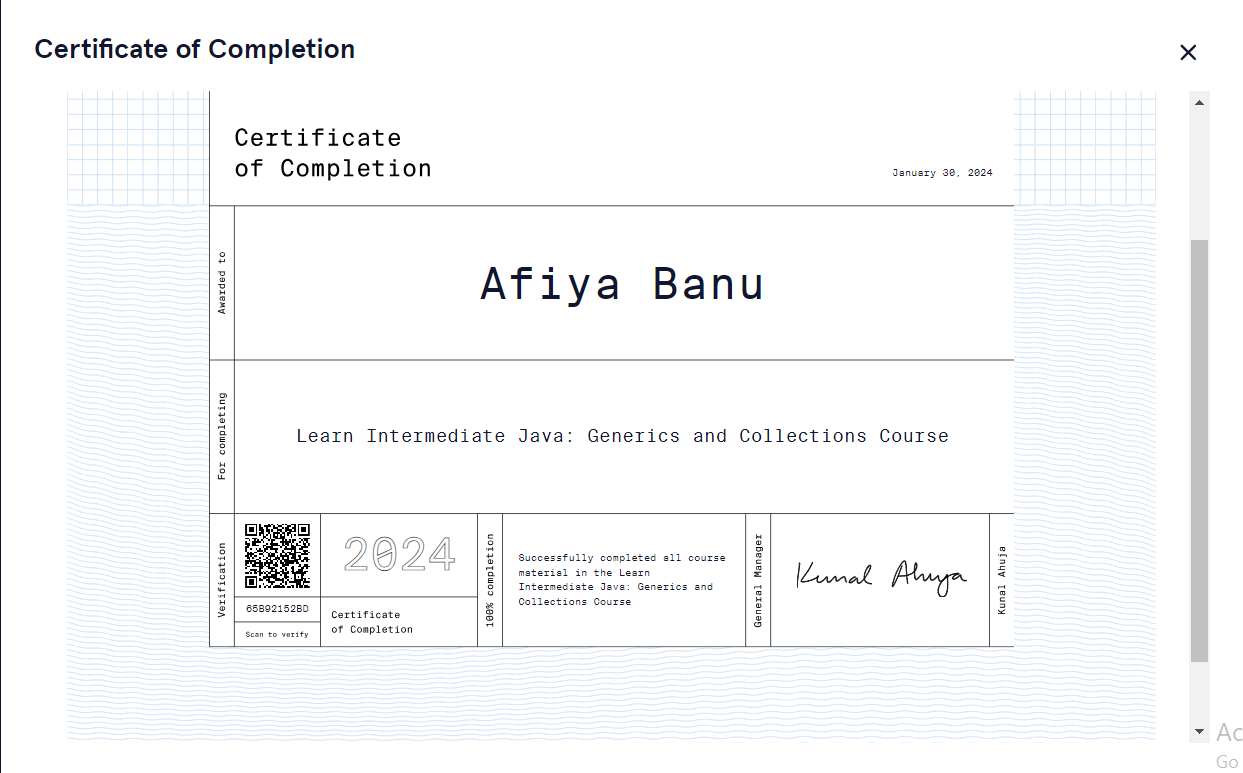 Certificate of Completion
Certificate
of Completion
January 30, 2024
Awarded to
Afiya Banu
For completing
Learn Intermediate Java: Generics and Collections Course
Verification
65B92152BD
Scan to verify
2024
Certificate
of Completion
100% completion
Successfully completed all course
material in the Learn
Intermediate Java: Generics and
Collections Course
General Manager
Kunal Ahuja
Kunal Ahuja
Ac
Go